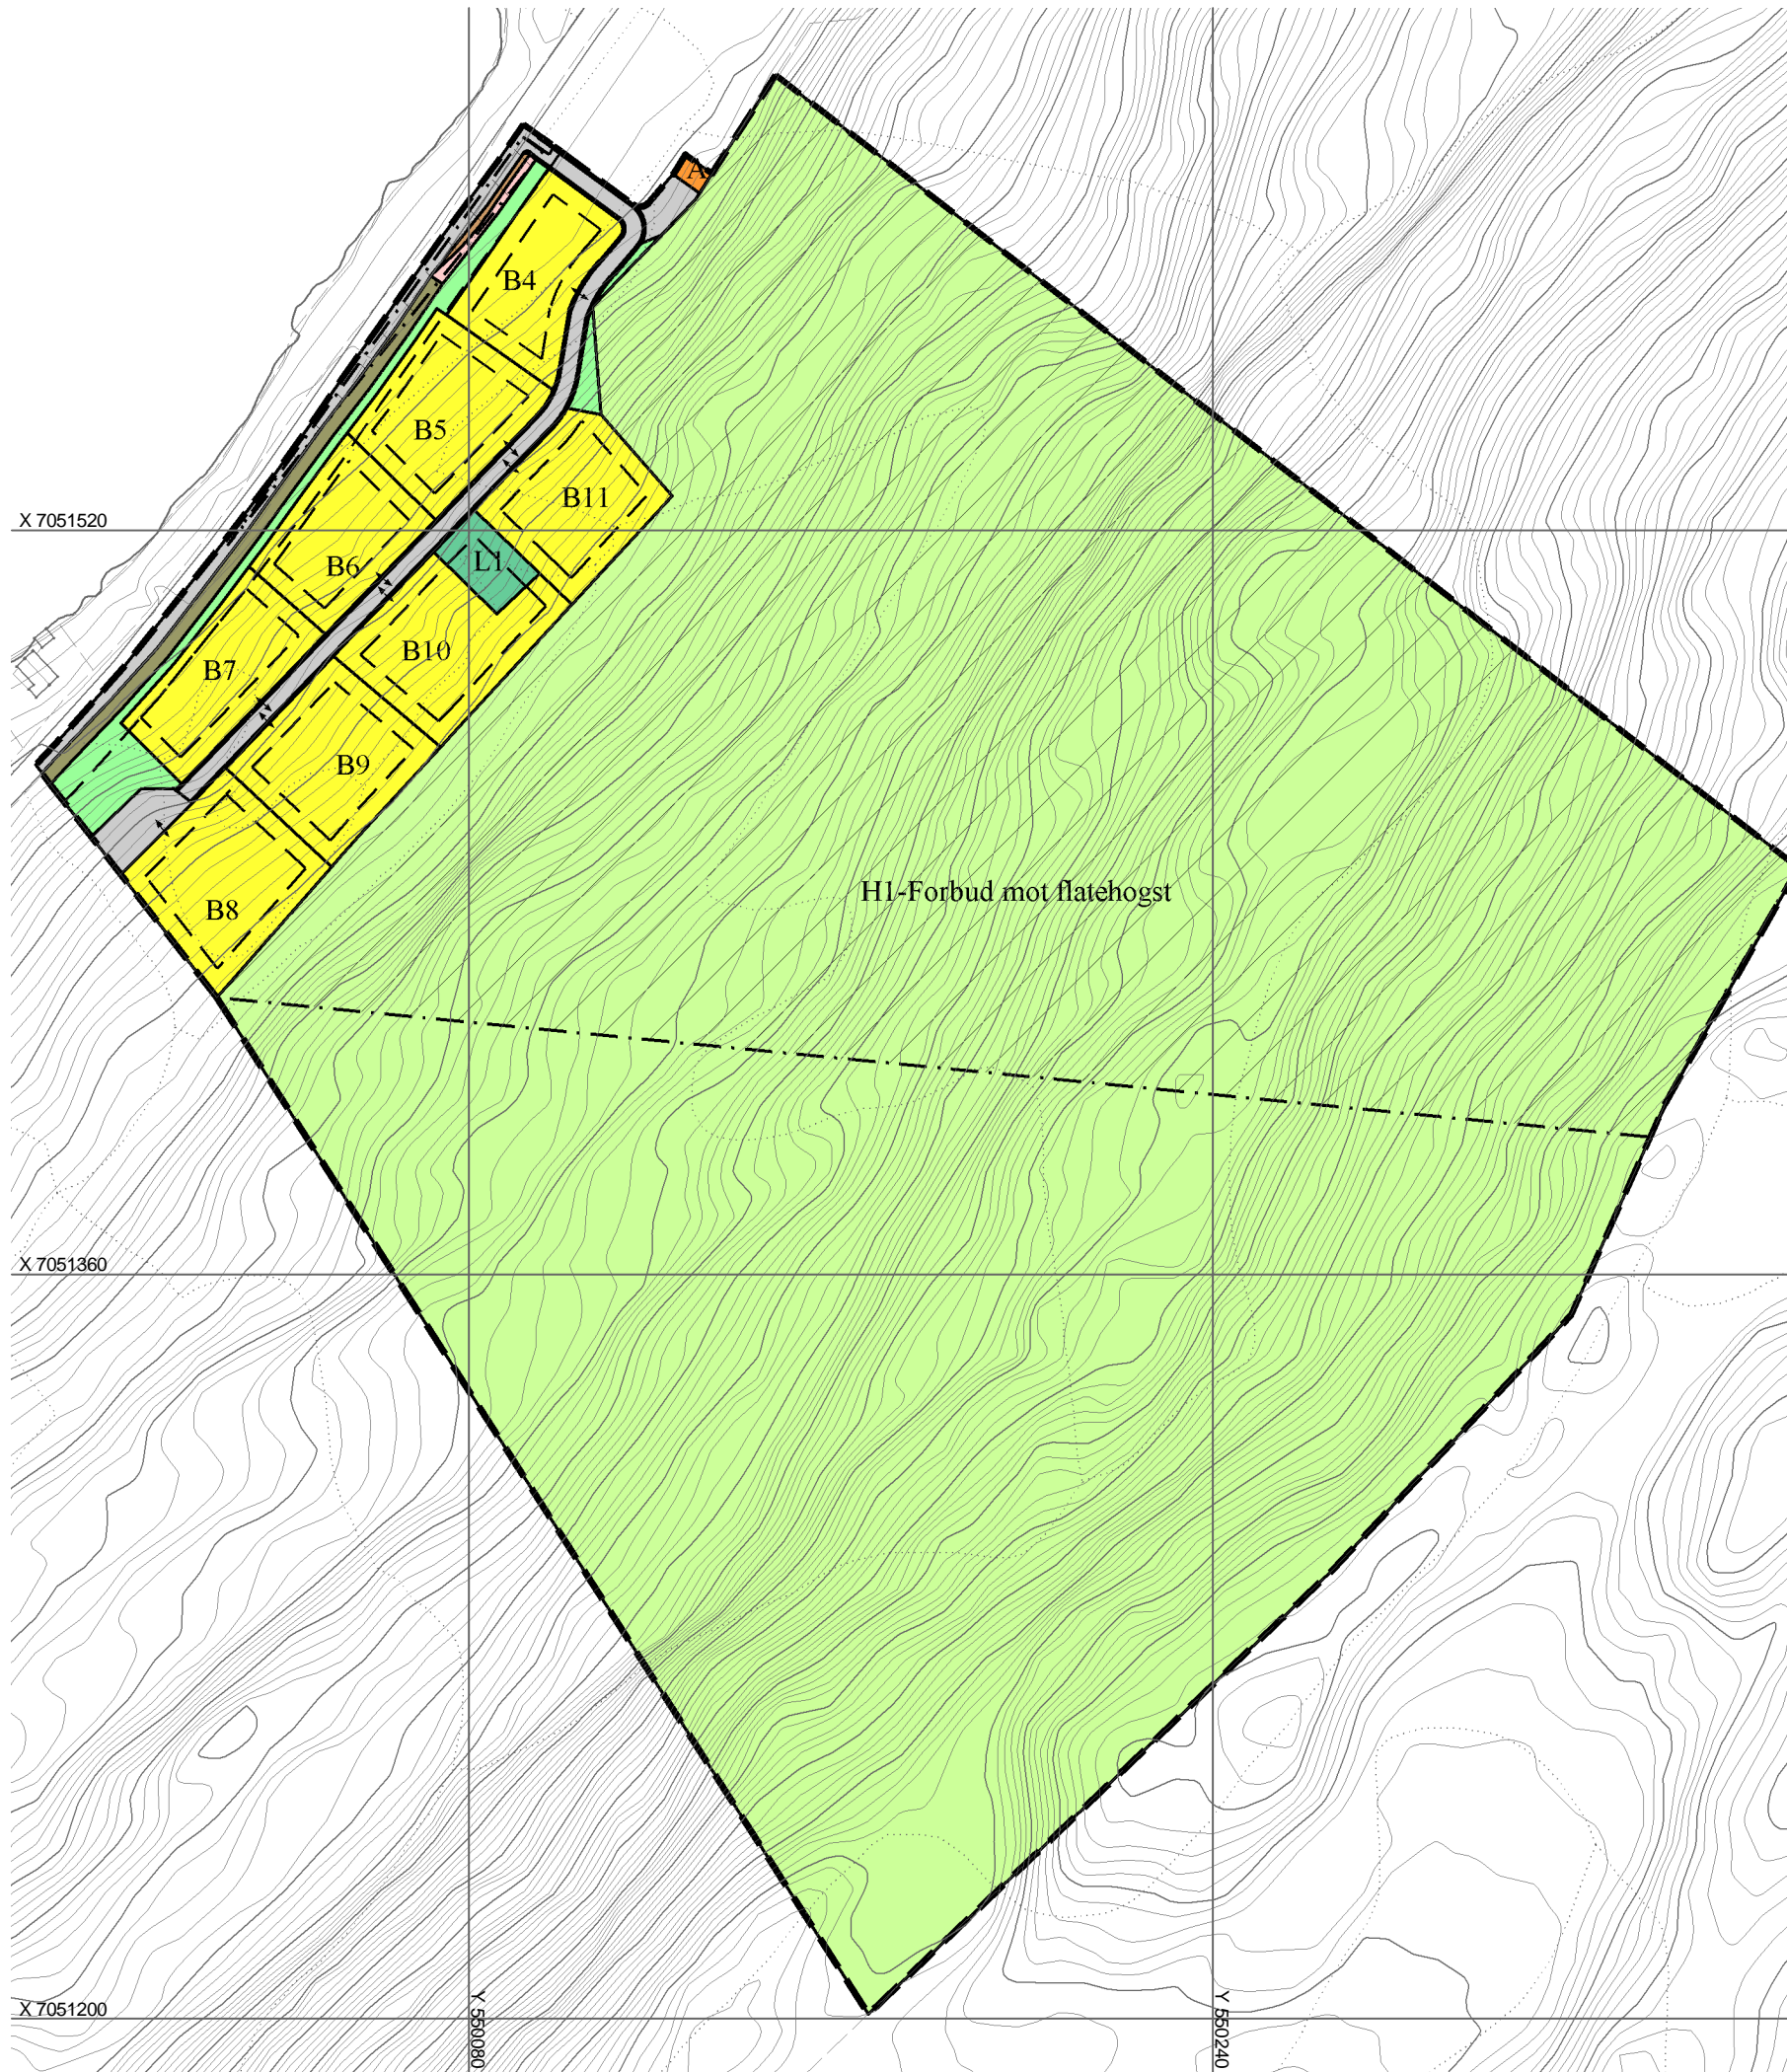 A
B4
B5
B11
X 7051520
L1
B6
B10
B7
B9
H1-Forbud mot flatehogst
B8
X 7051360
X 7051200
Y 550080
Y 550240